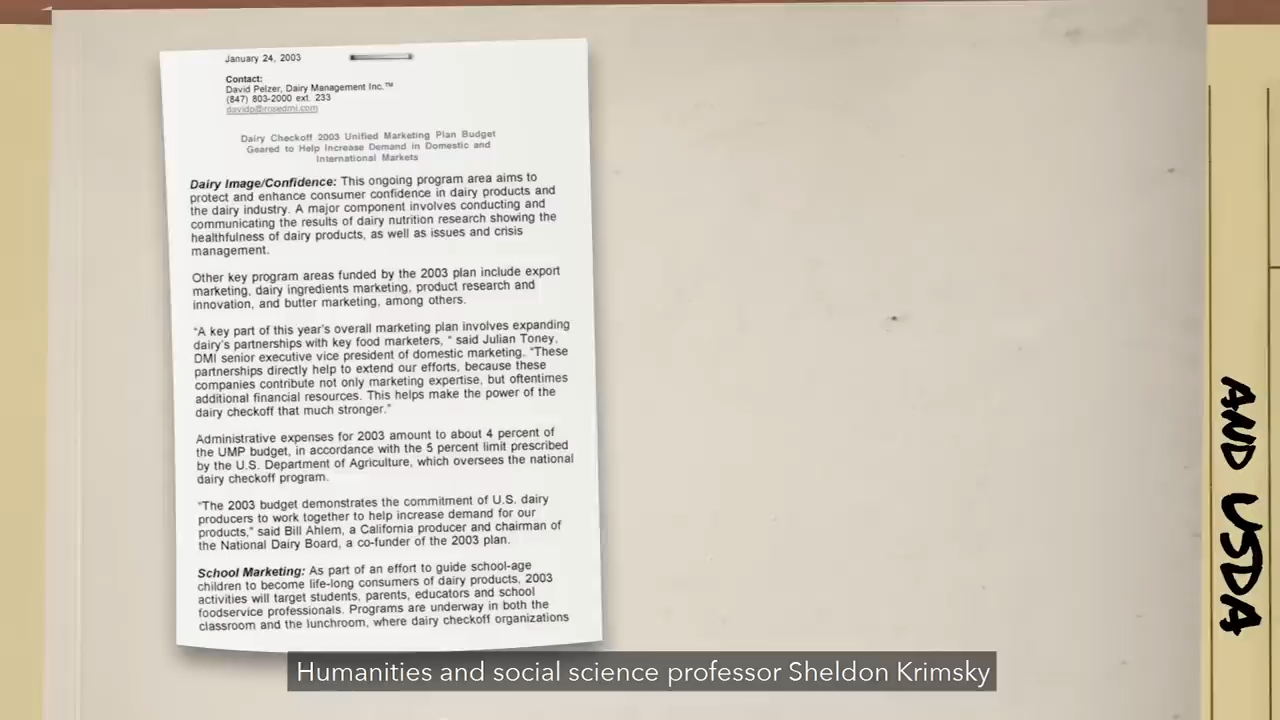 January 24, 2003
Contact:
David Pelzer, Dairy Management Inc.™
(847) 803-2000 ext. 233
davidp@rosedmi.com
Dairy Checkoff 2003 Unified Marketing Plan Budget
Geared to Help Increase Demand in Domestic and
International Markets
Dairy Image/Confidence: This ongoing program area aims to
protect and enhance consumer confidence in dairy products and
the dairy industry. A major component involves conducting and
communicating the results of dairy nutrition research showing the
healthfulness of dairy products, as well as issues and crisis
management.
Other key program areas funded by the 2003 plan include export
marketing, dairy ingredients marketing, product research and
innovation, and butter marketing, among others.
“A key part of this year’s overall marketing plan involves expanding
dairy’s partnerships with key food marketers, “ said Julian Toney,
DMI senior executive vice president of domestic marketing. “These
partnerships directly help to extend our efforts, because these
companies contribute not only marketing expertise, but oftentimes
additional financial resources. This helps make the power of the
dairy checkoff that much stronger.”
Administrative expenses for 2003 amount to about 4 percent of
the UMP budget, in accordance with the 5 percent limit prescribed
by the U.S. Department of Agriculture, which oversees the national
dairy checkoff program.
“The 2003 budget demonstrates the commitment of U.S. dairy
producers to work together to help increase demand for our
products,” said Bill Ahlem, a California producer and chairman of
the National Dairy Board, a co-funder of the 2003 plan.
School Marketing: As part of an effort to guide school-age
children to become life-long consumers of dairy products, 2003
activities will target students, parents, educators and school
foodservice professionals. Programs are underway in both the
classroom and the lunchroom, where dairy checkoff organizations
AND USDA
Humanities and social science professor Sheldon Krimsky